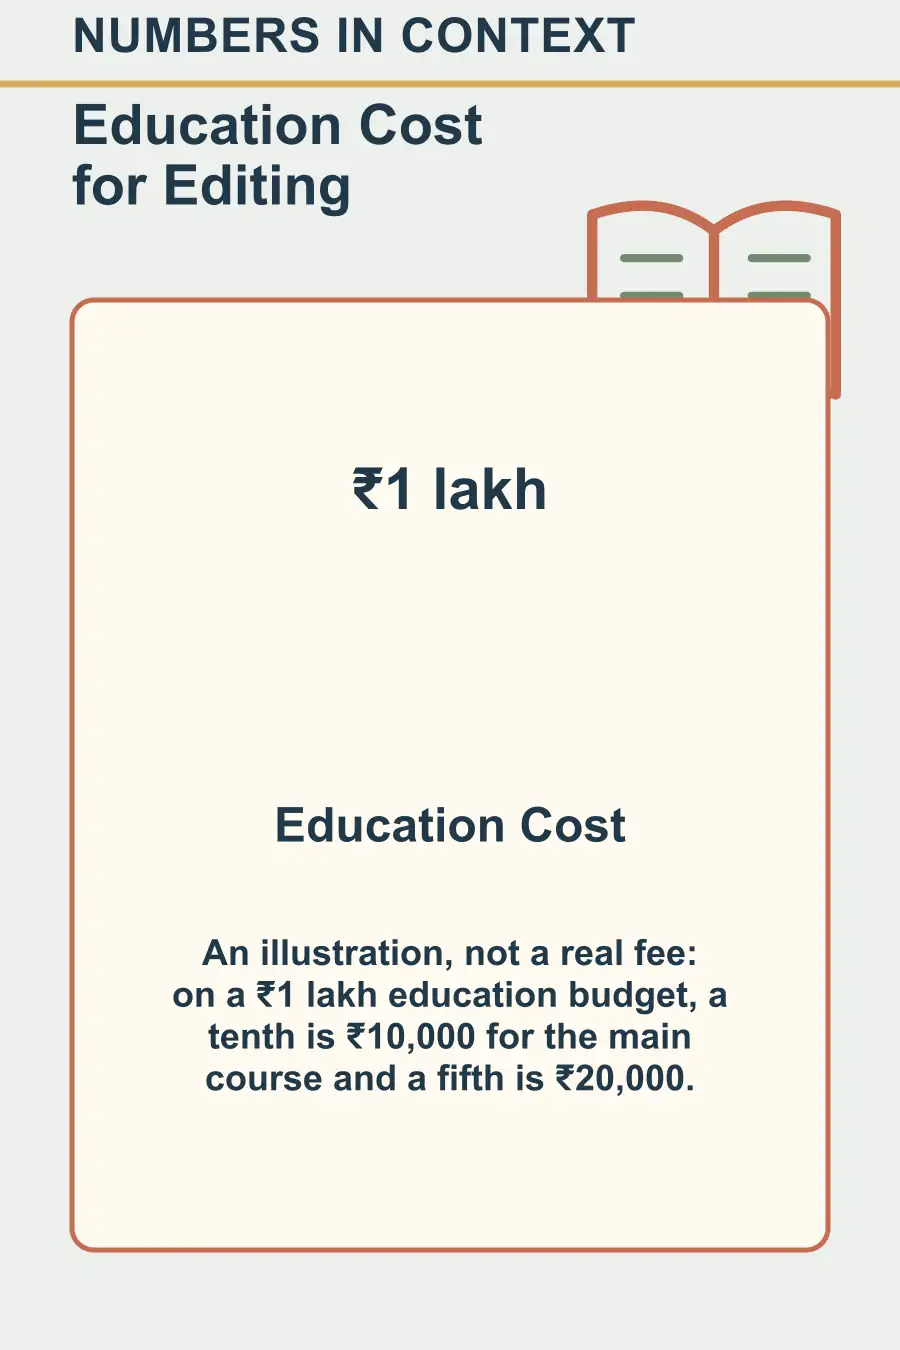 NUMBERS IN CONTEXT
Education Cost
for Editing
₹1 lakh
Education Cost
An illustration, not a real fee:
on a ₹1 lakh education budget, a
tenth is ₹10,000 for the main
course and a fifth is ₹20,000.